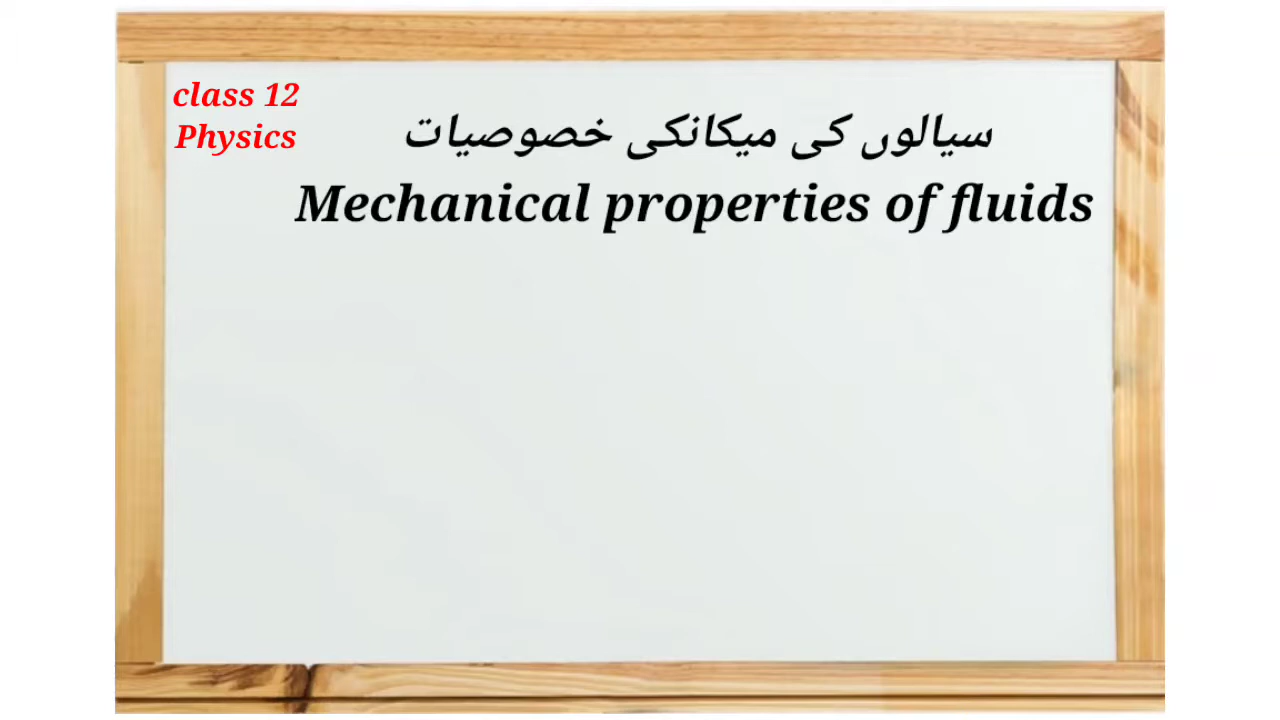 class 12
Physics
سیالوں کی میکانکی خصوصیات
Mechanical properties of fluids